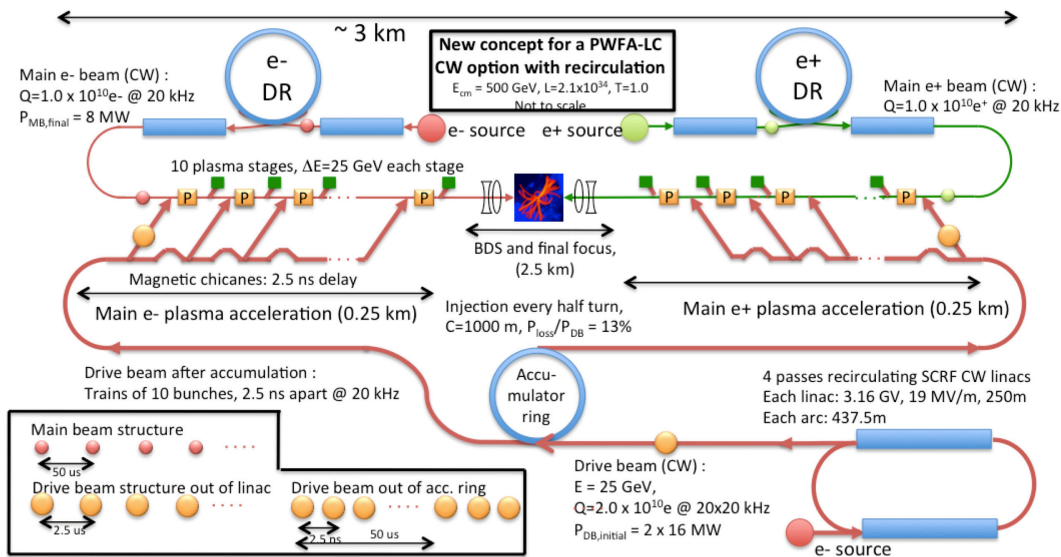 ~ 3 km
New concept for a PWFA-LC
CW option with recirculation
E_cm = 500 GeV, L=2.1x10^34, T=1.0
Not to scale
e-
DR
e+
DR
Main e- beam (CW) :
Q=1.0 x 10^10e- @ 20 kHz
P_MB,final = 8 MW
Main e+ beam (CW) :
Q=1.0 x 10^10e+ @ 20 kHz
e- source
e+ source
10 plasma stages, ΔE=25 GeV each stage
P
P
P
P
P
P
P
P
BDS and final focus,
(2.5 km)
Magnetic chicanes: 2.5 ns delay
Main e- plasma acceleration (0.25 km)
Injection every half turn,
C=1000 m, P_loss/P_DB = 13%
Main e+ plasma acceleration (0.25 km)
Drive beam after accumulation :
Trains of 10 bunches, 2.5 ns apart @ 20 kHz
Accu-
mulator
ring
4 passes recirculating SCRF CW linacs
Each linac: 3.16 GV, 19 MV/m, 250m
Each arc: 437.5m
Main beam structure
50 us
Drive beam structure out of linac
2.5 us
Drive beam out of acc. ring
2.5 ns
50 us
Drive beam (CW) :
E = 25 GeV,
Q=2.0 x 10^10e @ 20x20 kHz
P_DB,initial = 2 x 16 MW
e- source